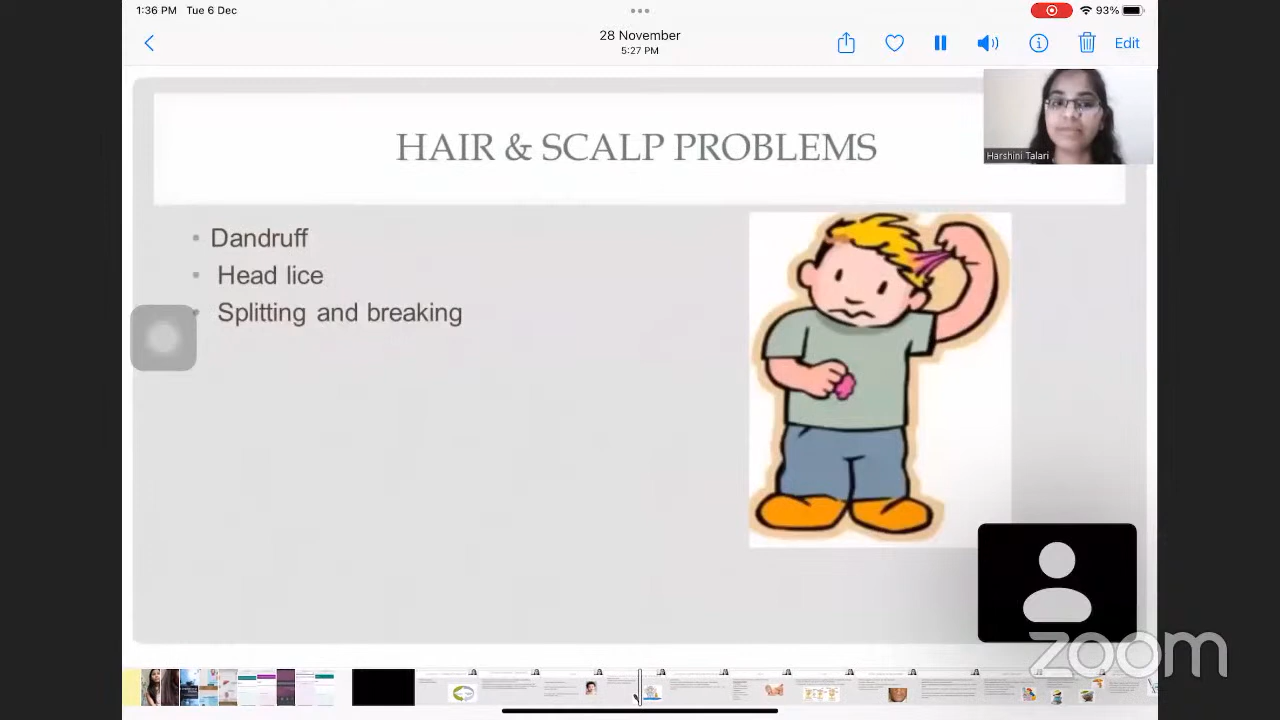 1:36 PM Tue 6 Dec
93%
28 November
5:27 PM
Edit
HAIR & SCALP PROBLEMS
Harshini Talari
• Dandruff
• Head lice
• Splitting and breaking
zoom